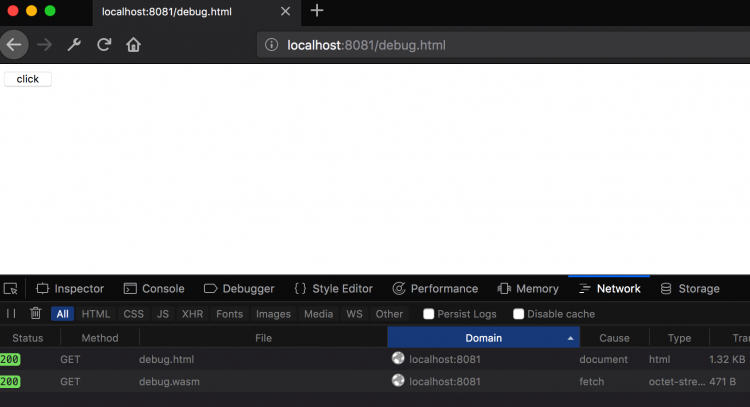 localhost:8081/debug.html
localhost:8081/debug.html
click
Inspector Console Debugger { } Style Editor Performance Memory Network Storage
All HTML CSS JS XHR Fonts Images Media WS Other Persist Logs Disable cache
Status Method File Domain Cause Type Tra
200 GET debug.html localhost:8081 document html 1.32 KB
200 GET debug.wasm localhost:8081 fetch octet-stre... 471 B